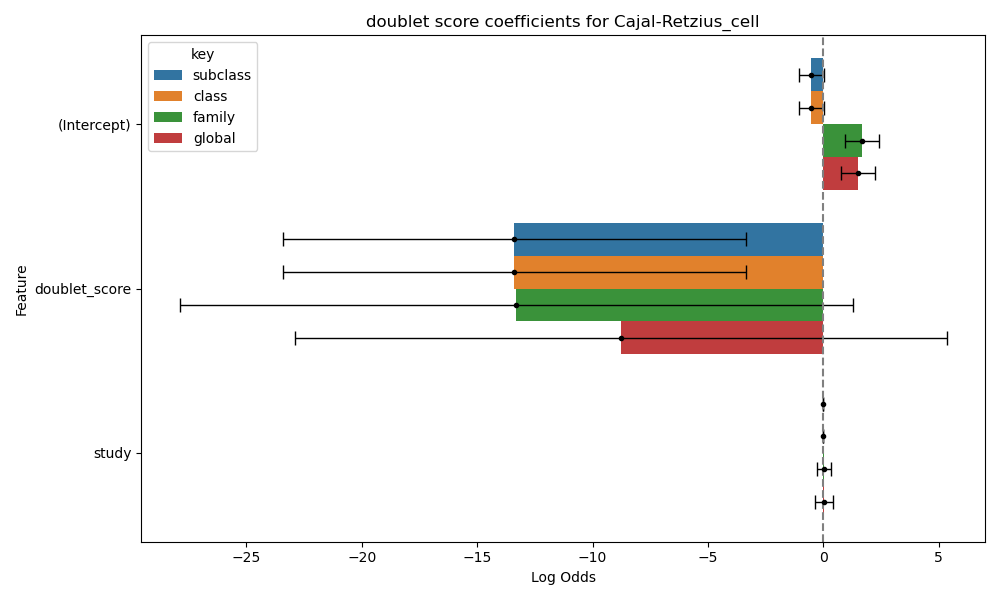 doublet score coefficients for Cajal-Retzius_cell
key
subclass
class
family
global
(Intercept)
doublet_score
study
Feature
−25
−20
−15
−10
−5
0
5
Log Odds